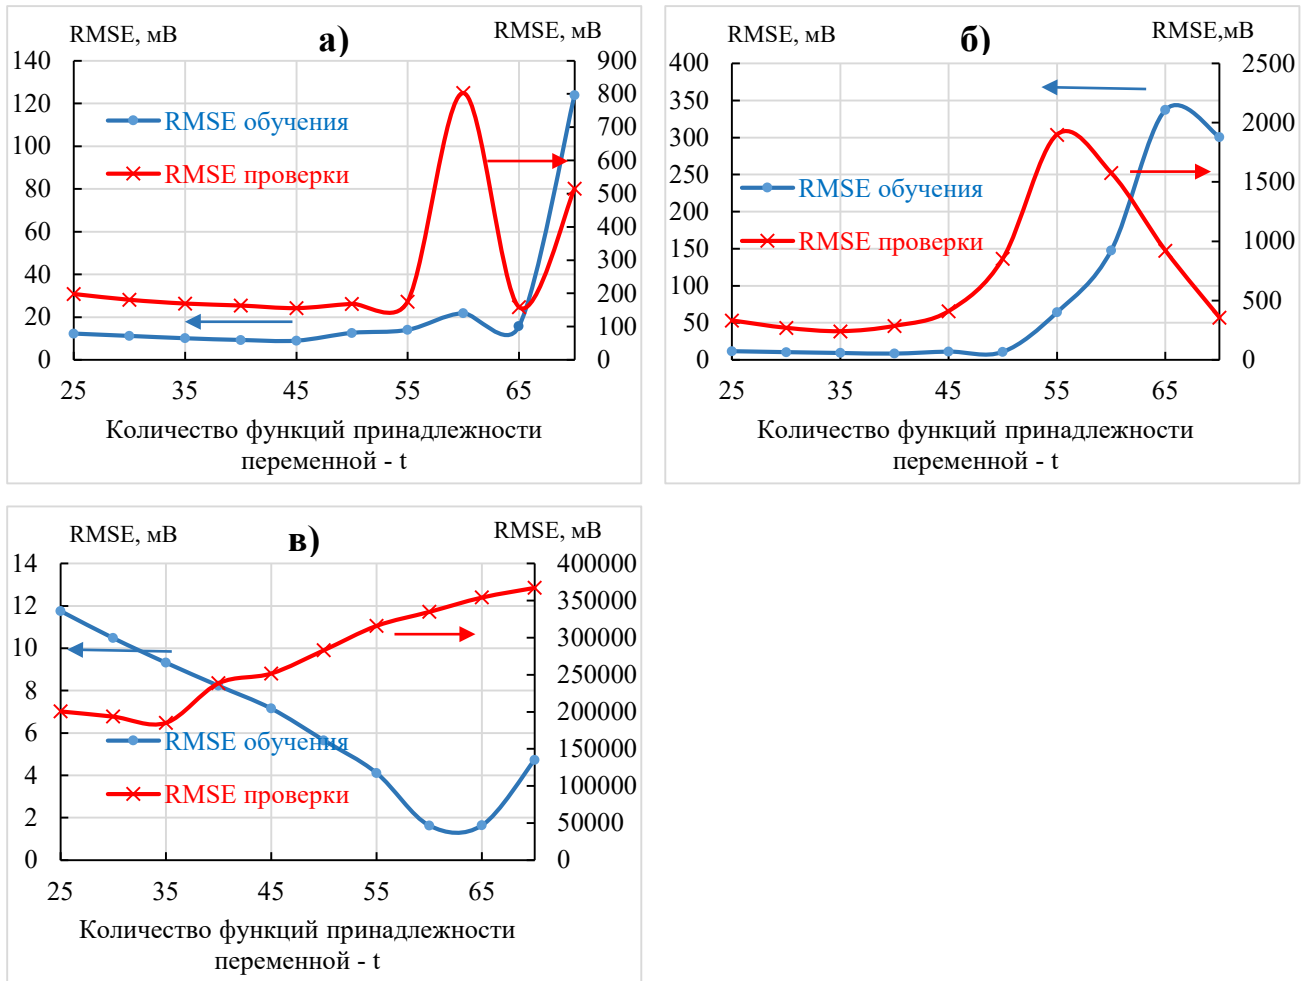 RMSE, мВ
а)
RMSE, мВ
140
120
100
80
60
40
20
0
900
800
700
600
500
400
300
200
100
0
RMSE обучения
RMSE проверки
25 35 45 55 65
Количество функций принадлежности
переменной - t
RMSE, мВ
б)
RMSE,мВ
400
350
300
250
200
150
100
50
0
2500
2000
1500
1000
500
0
RMSE обучения
RMSE проверки
25 35 45 55 65
Количество функций принадлежности
переменной - t
RMSE, мВ
в)
RMSE, мВ
14
12
10
8
6
4
2
0
400000
350000
300000
250000
200000
150000
100000
50000
0
RMSE обучения
RMSE проверки
25 35 45 55 65
Количество функций принадлежности
переменной - t